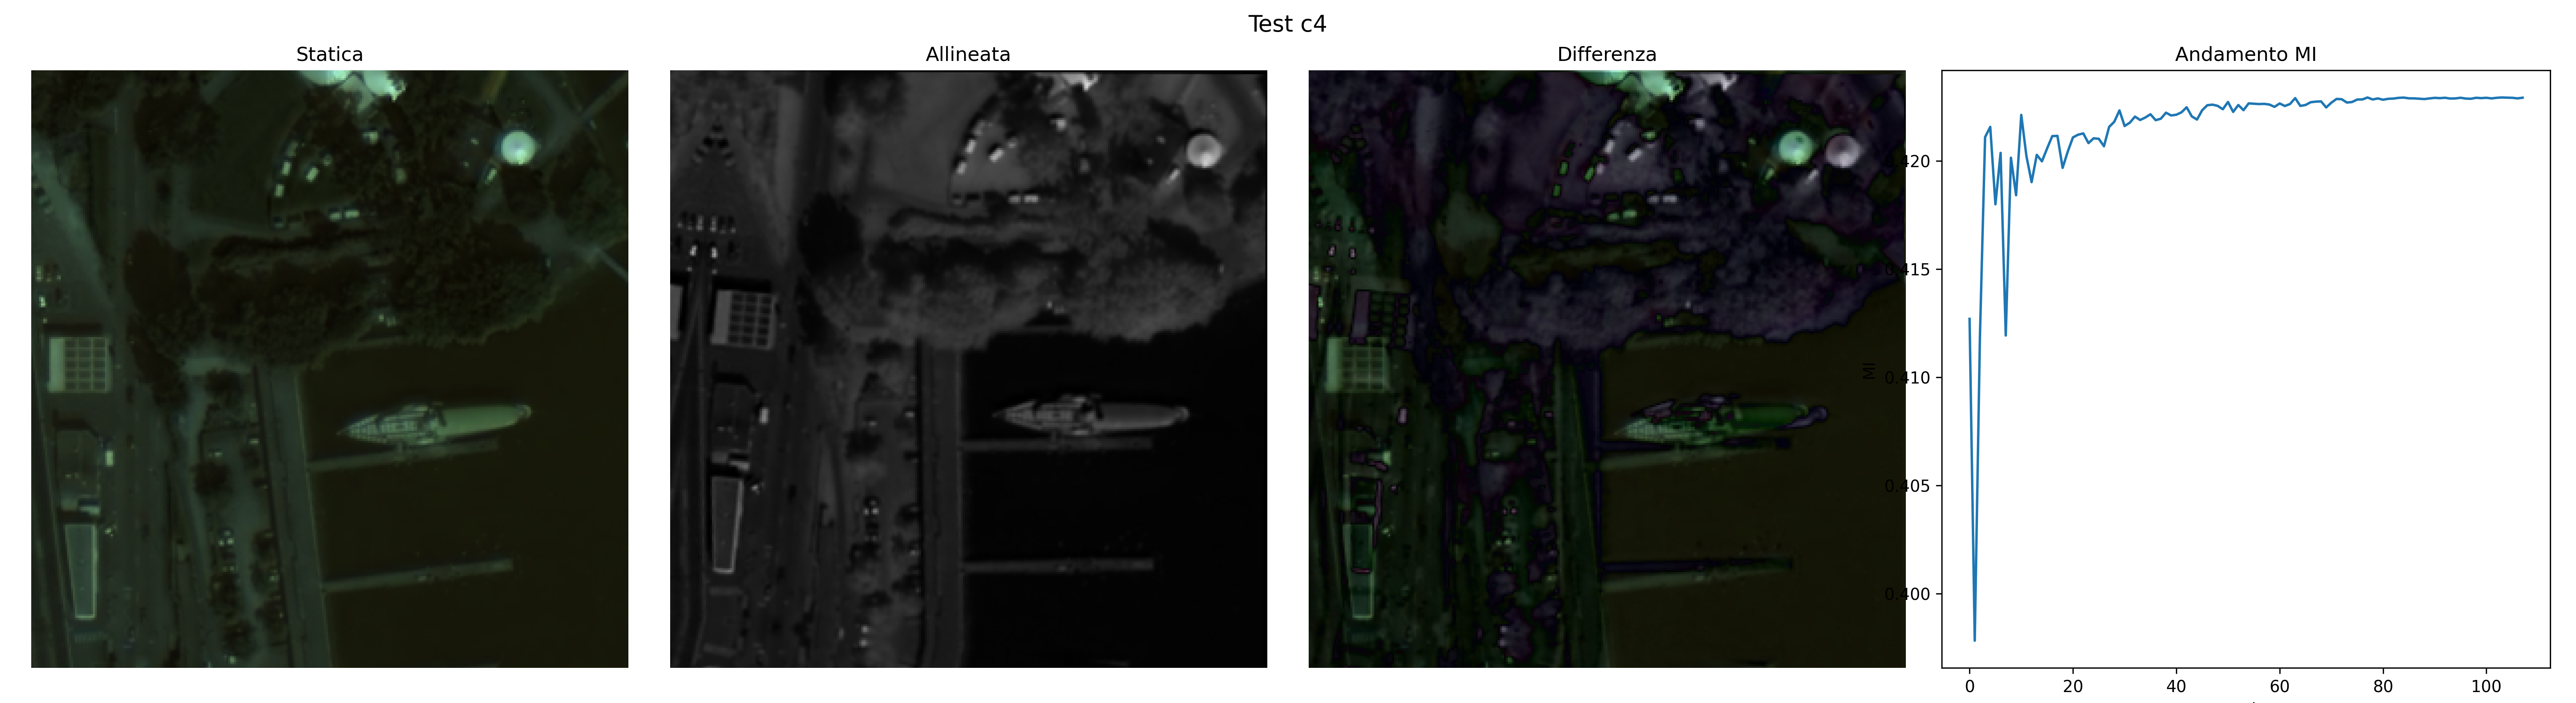 Test c4
Statica
Allineata
Differenza
Andamento MI
MI
0.420
0.415
0.410
0.405
0.400
0 20 40 60 80 100